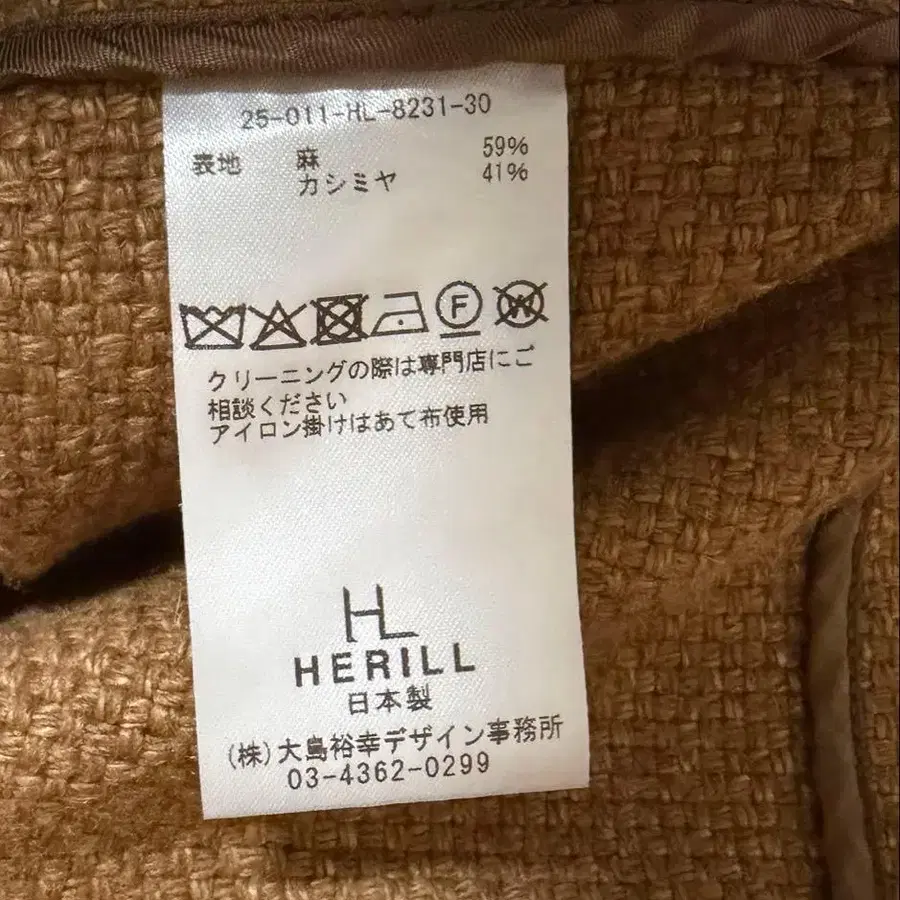 25-011-HL-8231-30
表地 麻 59%
カシミヤ 41%
F W
クリーニングの際は専門店にご
相談ください
アイロン掛けはあて布使用
HL
HERILL
日本製
(株)大島裕幸デザイン事務所
03-4362-0299